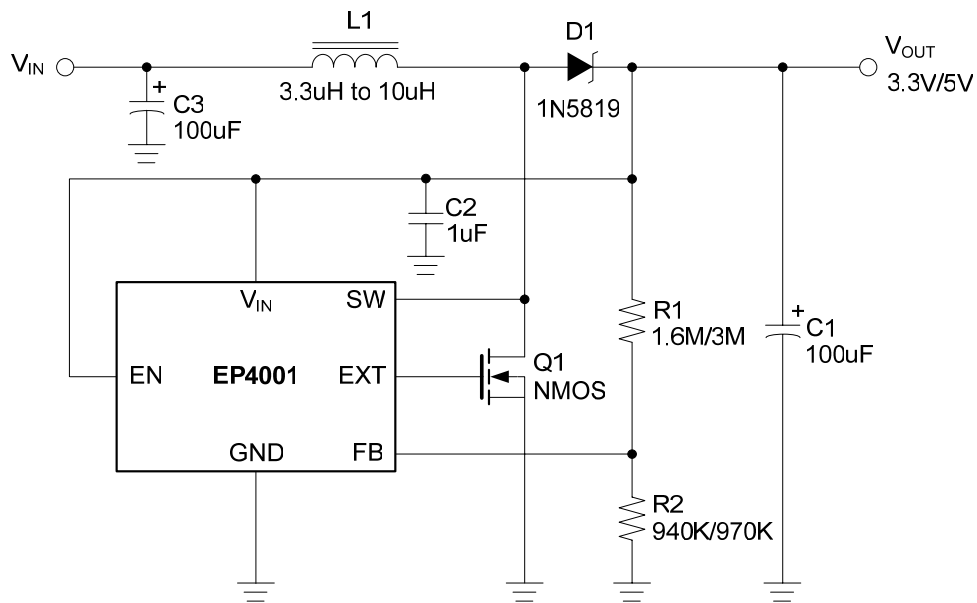 L1
D1
VIN
VOUT
3.3V/5V
3.3uH to 10uH
1N5819
+
C3
100uF
C2
1uF
VIN
SW
R1
1.6M/3M
+
C1
100uF
EN
EP4001
EXT
Q1
NMOS
GND
FB
R2
940K/970K